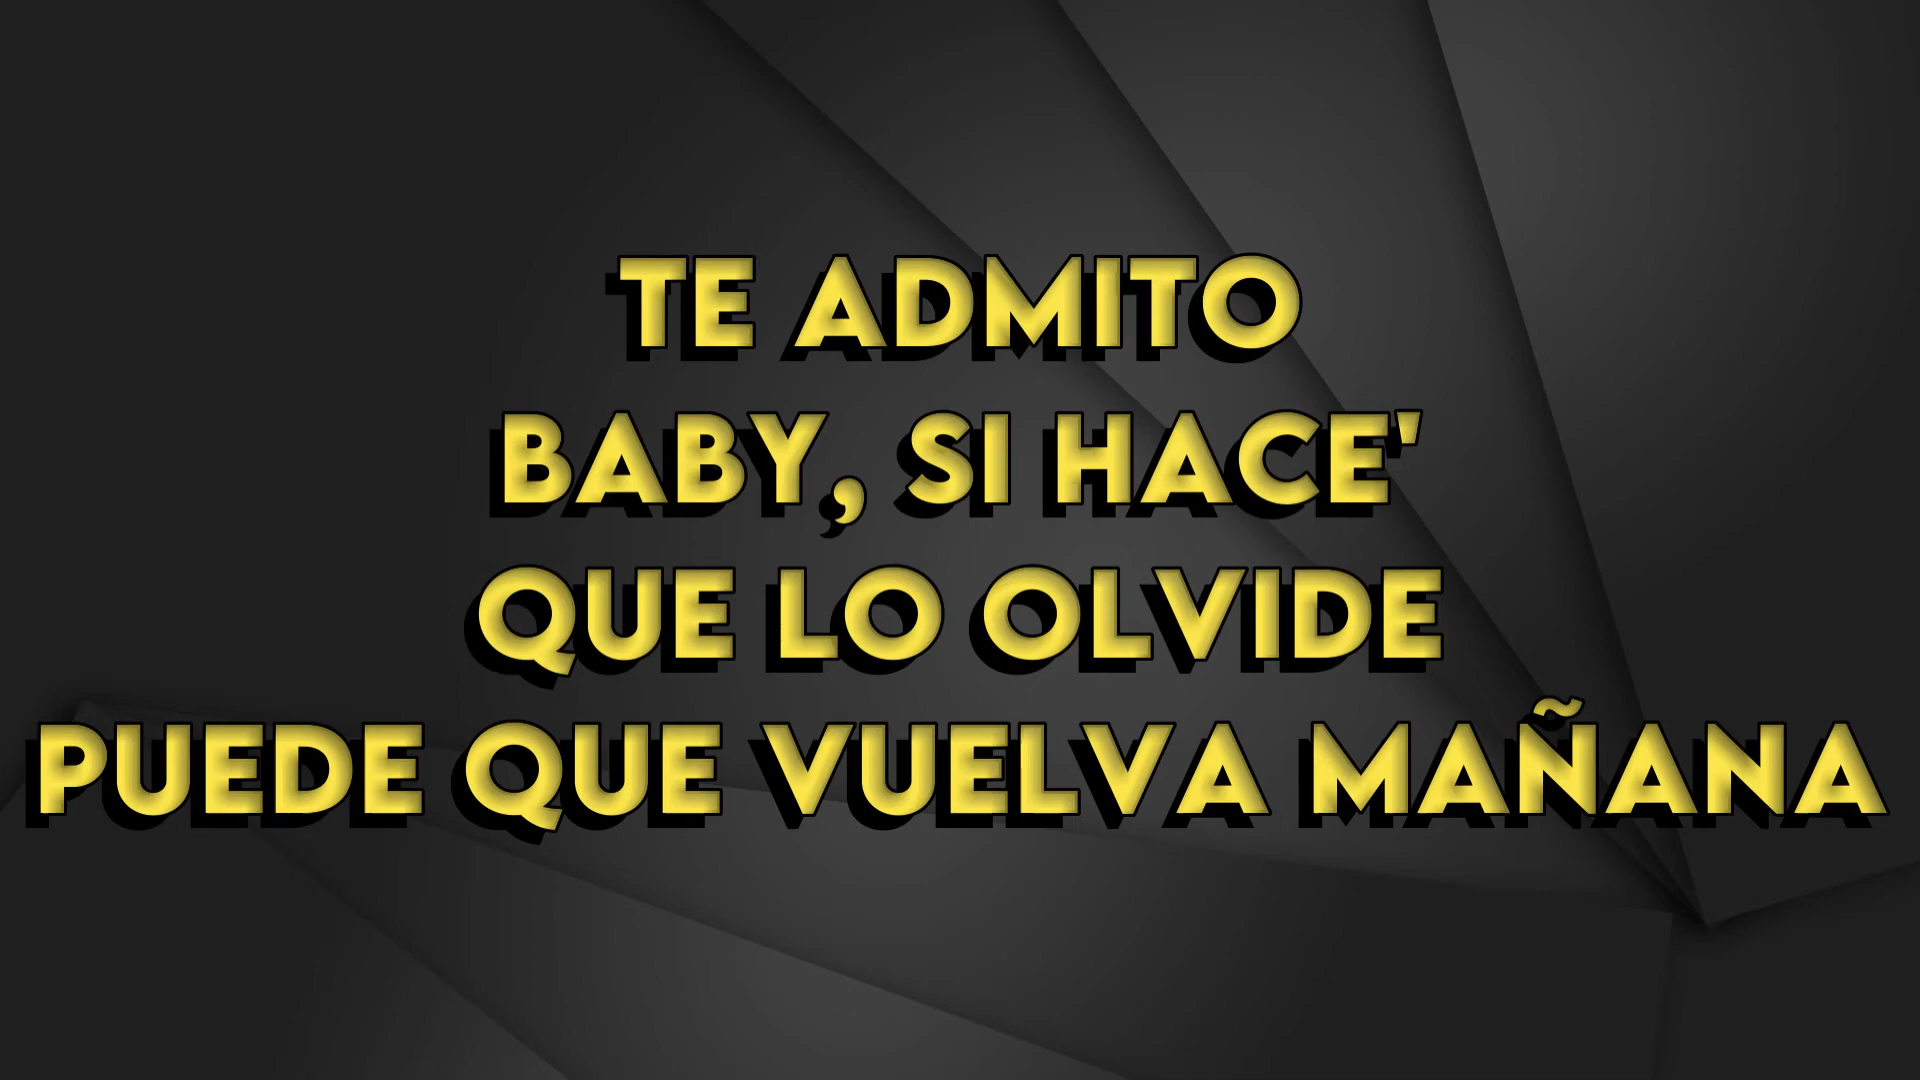 TE ADMITO
BABY, SI HACE'
QUE LO OLVIDE
PUEDE QUE VUELVA MAÑANA